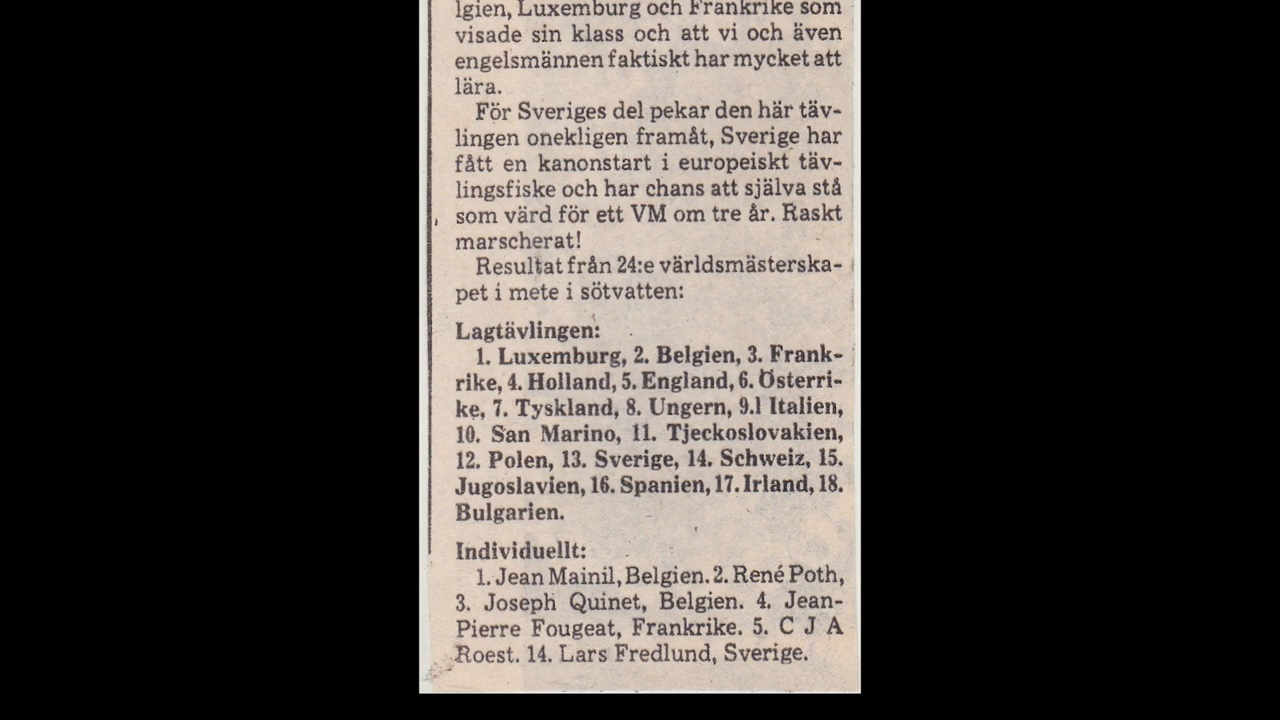 lgien, Luxemburg och Frankrike som
visade sin klass och att vi och även
engelsmännen faktiskt har mycket att
lära.
För Sveriges del pekar den här täv-
lingen onekligen framåt, Sverige har
fått en kanonstart i europeiskt täv-
lingsfiske och har chans att själva stå
som värd för ett VM om tre år. Raskt
marscherat!
Resultat från 24:e världsmästerska-
pet i mete i sötvatten:
Lagtävlingen:
1. Luxemburg, 2. Belgien, 3. Frank-
rike, 4. Holland, 5. England, 6. Österri-
ke, 7. Tyskland, 8. Ungern, 9.l Italien,
10. San Marino, 11. Tjeckoslovakien,
12. Polen, 13. Sverige, 14. Schweiz, 15.
Jugoslavien, 16. Spanien, 17. Irland, 18.
Bulgarien.
Individuellt:
1. Jean Mainil, Belgien. 2. René Poth,
3. Joseph Quinet, Belgien. 4. Jean-
Pierre Fougeat, Frankrike. 5. C J A
Roest. 14. Lars Fredlund, Sverige.